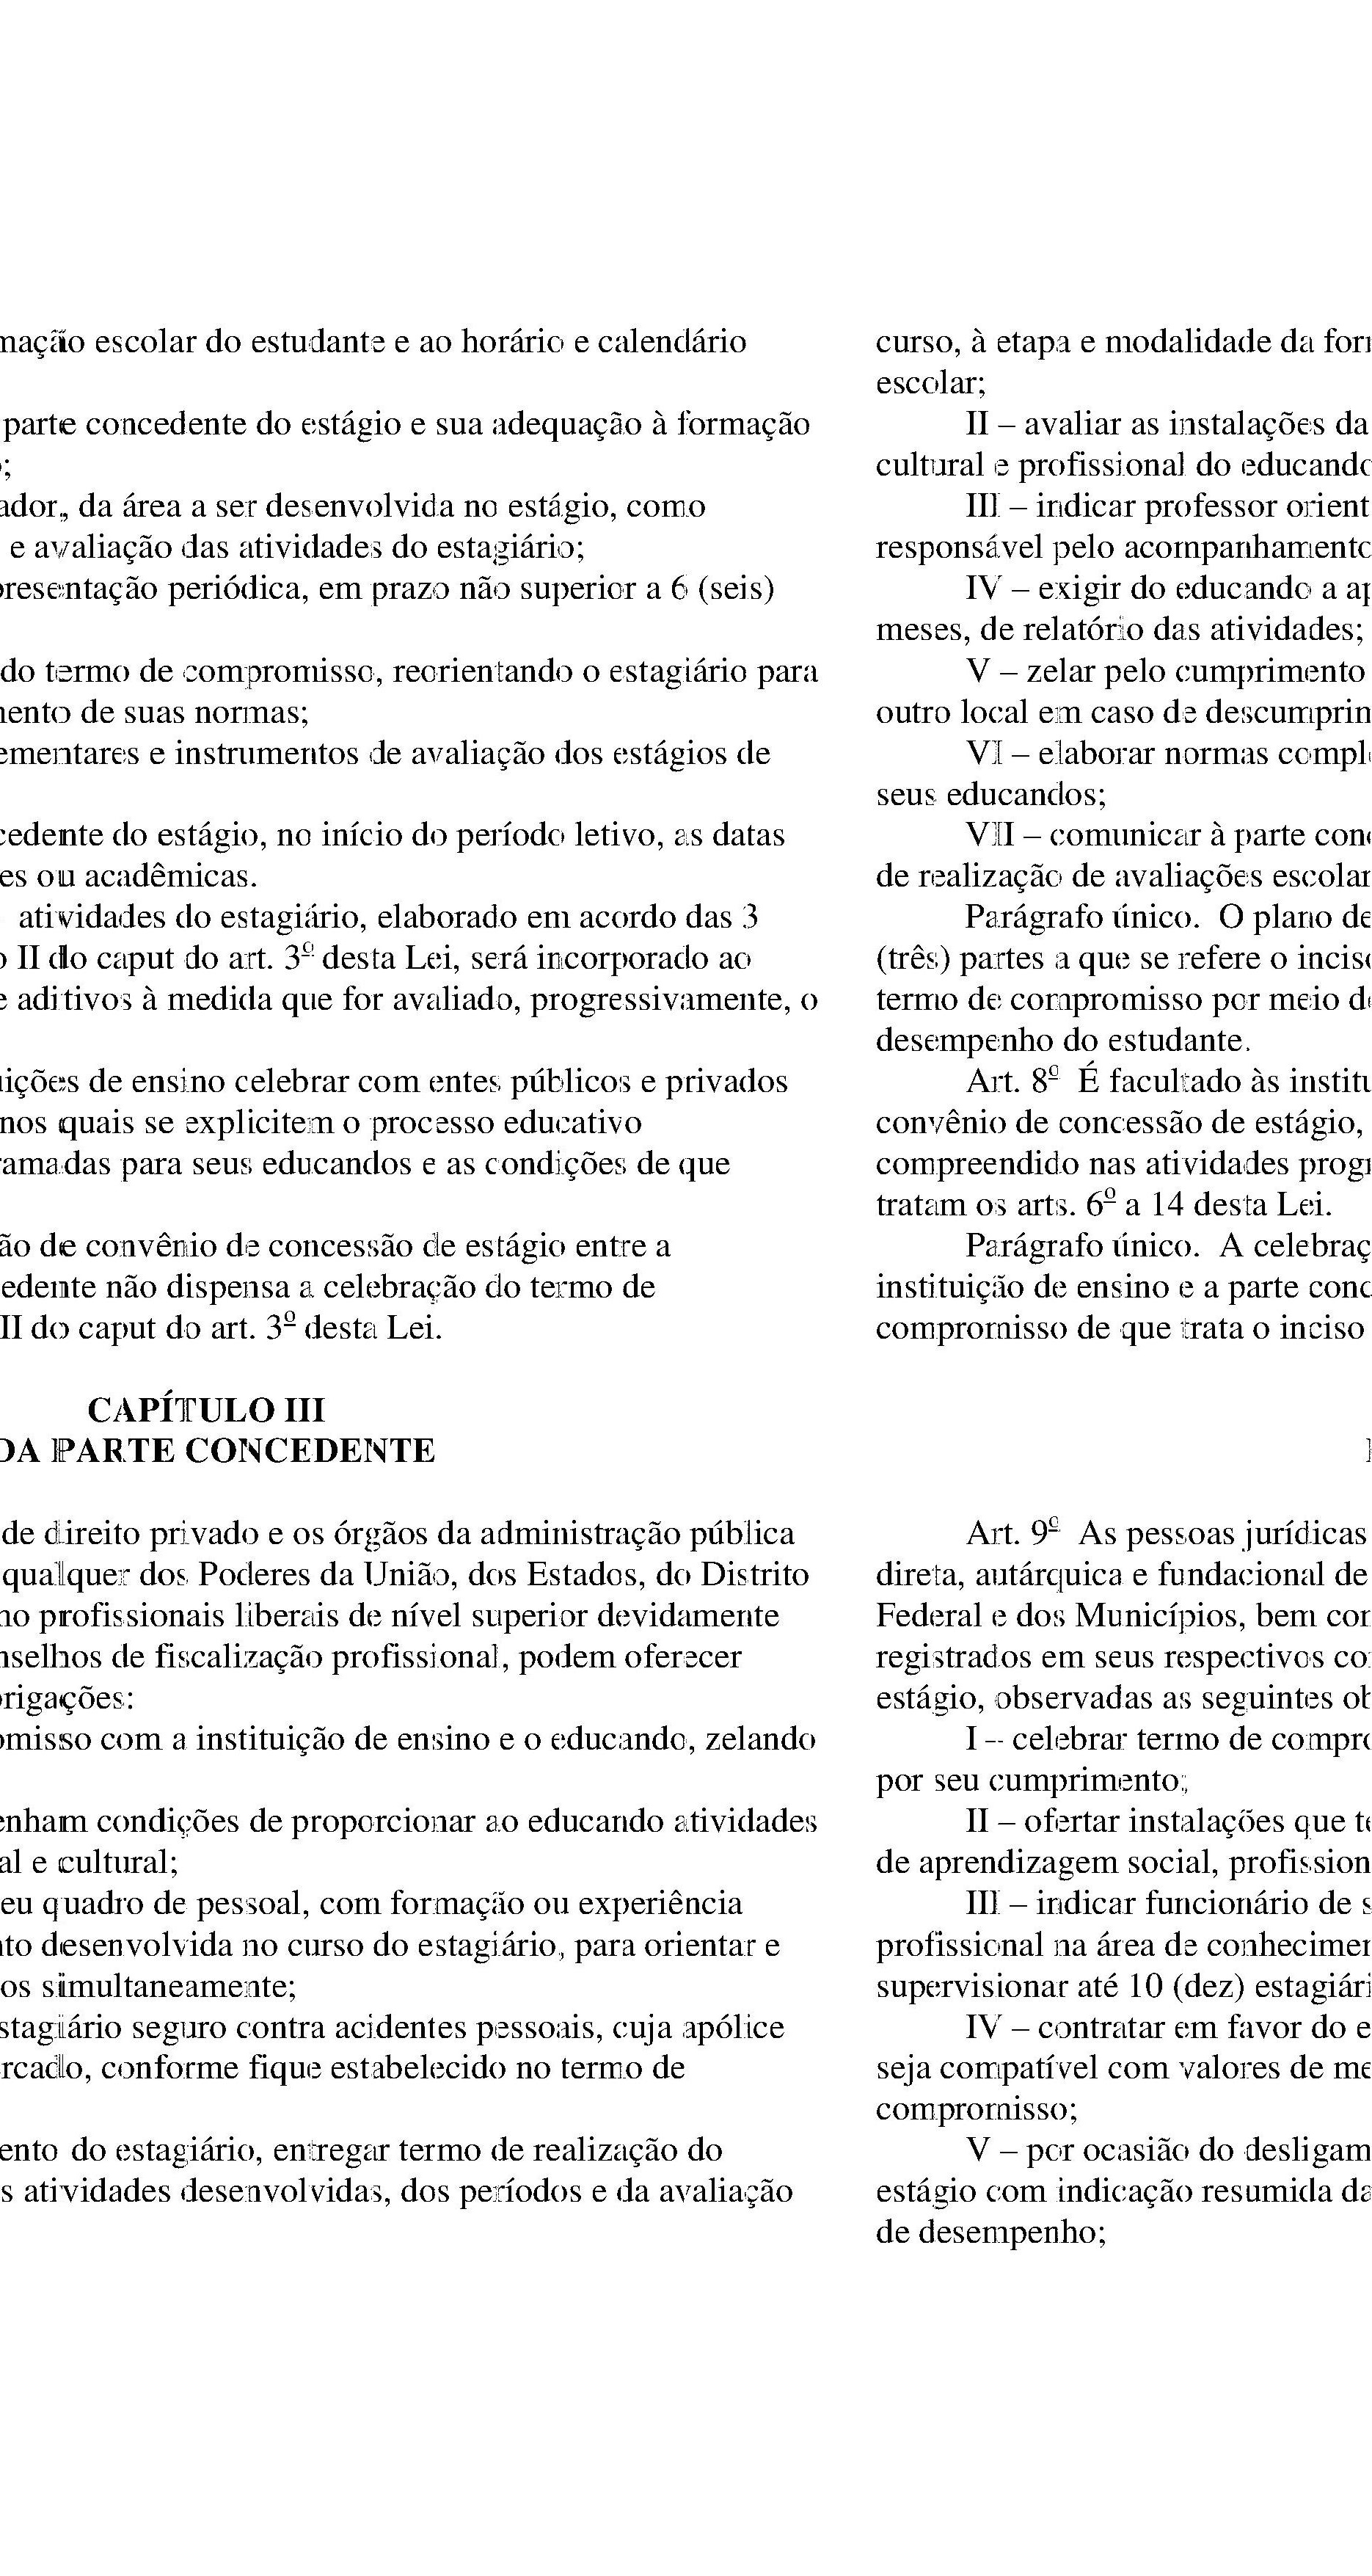 mação escolar do estudante e ao horário e calendário
parte concedente do estágio e sua adequação à formação
o;
ador, da área a ser desenvolvida no estágio, como
e avaliação das atividades do estagiário;
presentação periódica, em prazo não superior a 6 (seis)
do termo de compromisso, reorientando o estagiário para
mento de suas normas;
ementares e instrumentos de avaliação dos estágios de
cedente do estágio, no início do período letivo, as datas
es ou acadêmicas.
atividades do estagiário, elaborado em acordo das 3
o II do caput do art. 3º desta Lei, será incorporado ao
e aditivos à medida que for avaliado, progressivamente, o
uições de ensino celebrar com entes públicos e privados
nos quais se explicitem o processo educativo
ramadas para seus educandos e as condições de que
ão de convênio de concessão de estágio entre a
edente não dispensa a celebração do termo de
II do caput do art. 3º desta Lei.
CAPÍTULO III
DA PARTE CONCEDENTE
de direito privado e os órgãos da administração pública
qualquer dos Poderes da União, dos Estados, do Distrito
mo profissionais liberais de nível superior devidamente
nselhos de fiscalização profissional, podem oferecer
brigações:
omisso com a instituição de ensino e o educando, zelando
enham condições de proporcionar ao educando atividades
al e cultural;
eu quadro de pessoal, com formação ou experiência
nto desenvolvida no curso do estagiário, para orientar e
os simultaneamente;
stagiário seguro contra acidentes pessoais, cuja apólice
rcado, conforme fique estabelecido no termo de
ento do estagiário, entregar termo de realização do
s atividades desenvolvidas, dos períodos e da avaliação
curso, à etapa e modalidade da for
escolar;
II – avaliar as instalações da
cultural e profissional do educando
III – indicar professor orient
responsável pelo acompanhamento
IV – exigir do educando a ap
meses, de relatório das atividades;
V – zelar pelo cumprimento
outro local em caso de descumprim
VI – elaborar normas comple
seus educandos;
VII – comunicar à parte conc
de realização de avaliações escolar
Parágrafo único. O plano de
(três) partes a que se refere o inciso
termo de compromisso por meio de
desempenho do estudante.
Art. 8º É facultado às institu
convênio de concessão de estágio,
compreendido nas atividades progr
tratam os arts. 6º a 14 desta Lei.
Parágrafo único. A celebraç
instituição de ensino e a parte conc
compromisso de que trata o inciso
Art. 9º As pessoas jurídicas
direta, autárquica e fundacional de
Federal e dos Municípios, bem com
registrados em seus respectivos con
estágio, observadas as seguintes ob
I – celebrar termo de compro
por seu cumprimento;
II – ofertar instalações que te
de aprendizagem social, profission
III – indicar funcionário de s
profissional na área de conhecimen
supervisionar até 10 (dez) estagiári
IV – contratar em favor do e
seja compatível com valores de me
compromisso;
V – por ocasião do desligam
estágio com indicação resumida da
de desempenho;